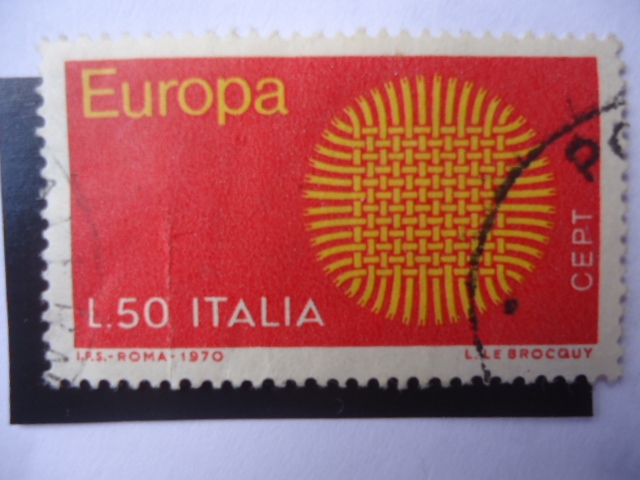 Europa
CEPT
L.50 ITALIA
I.P.S.-ROMA-1970 L. LE BROCQUY